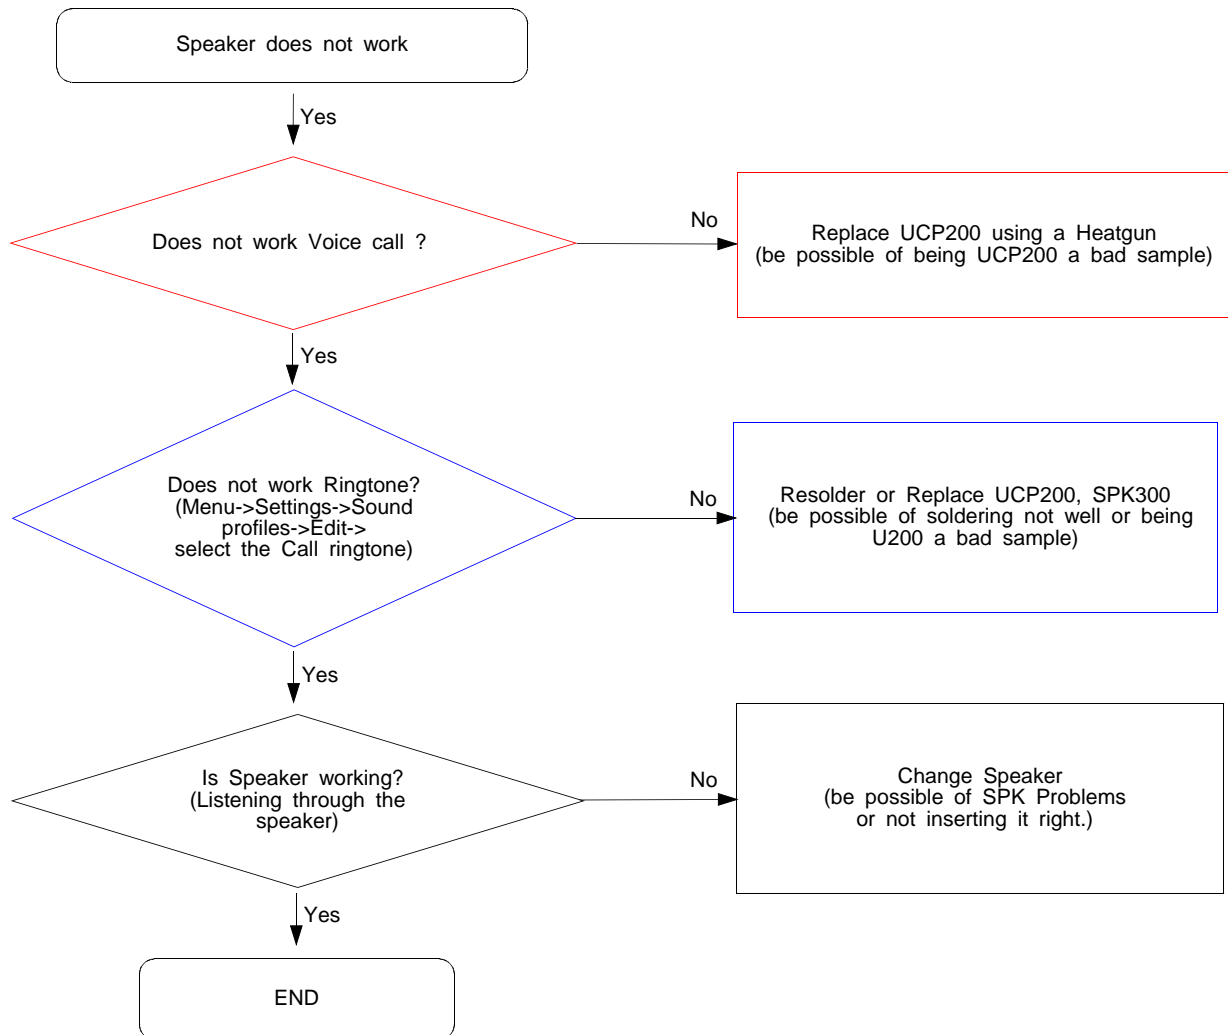 Speaker does not work
Yes
Does not work Voice call ?
No
Replace UCP200 using a Heatgun
(be possible of being UCP200 a bad sample)
Yes
Does not work Ringtone?
(Menu->Settings->Sound
profiles->Edit->
select the Call ringtone)
No
Resolder or Replace UCP200, SPK300
(be possible of soldering not well or being
U200 a bad sample)
Yes
Is Speaker working?
(Listening through the
speaker)
No
Change Speaker
(be possible of SPK Problems
or not inserting it right.)
Yes
END